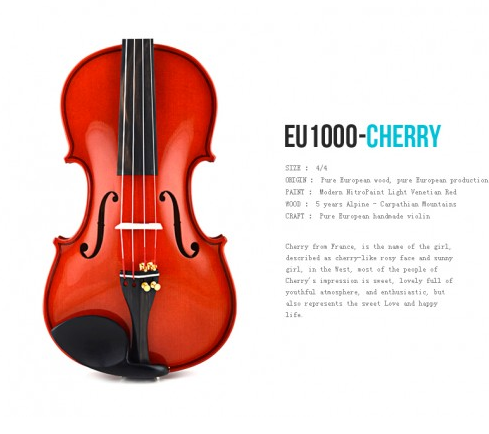 EU1000-CHERRY
SIZE : 4/4
ORIGIN : Pure European wood, pure European production
PAINT : Modern NitroPaint Light Venetian Red
WOOD : 5 years Alpine - Carpathian Mountains
CRAFT : Pure European handmade violin
Cherry from France, is the name of the girl,
described as cherry-like rosy face and sunny
girl, in the West, most of the people of
Cherry's impression is sweet, lovely full of
youthful atmosphere, and enthusiastic, but
also represents the sweet Love and happy
life.